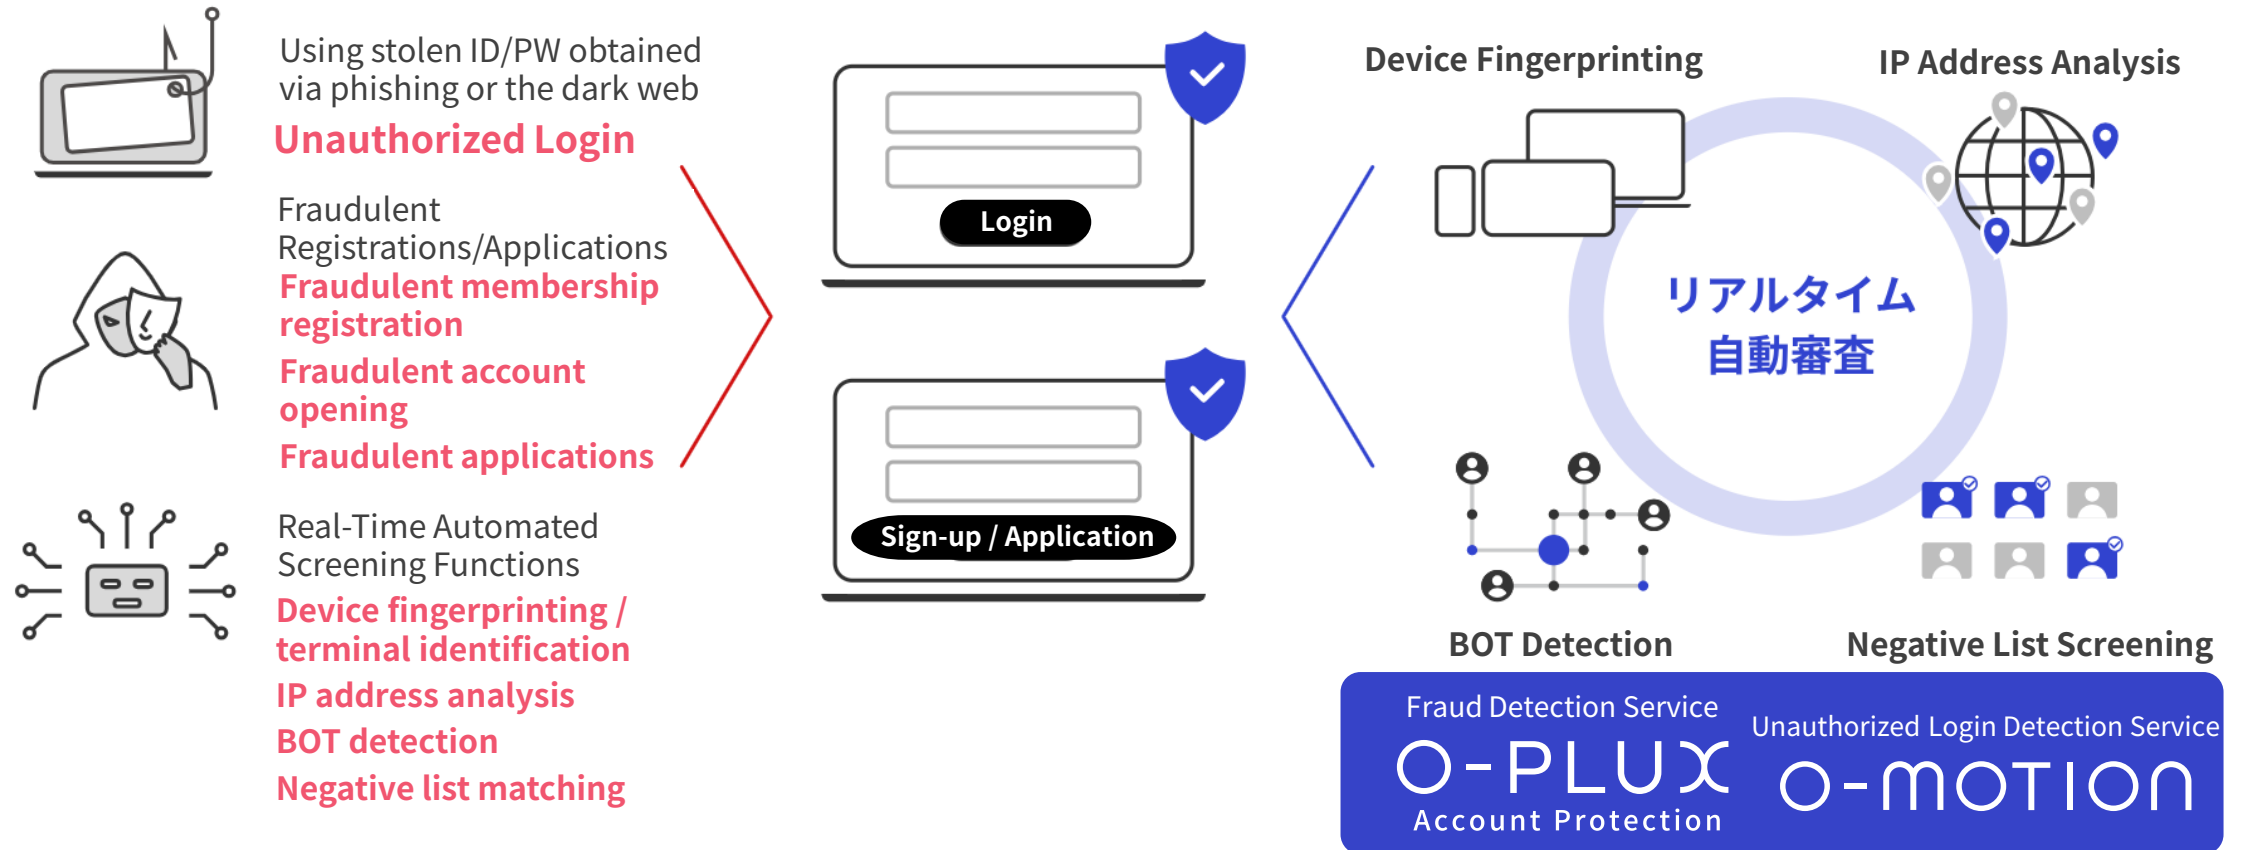 Using stolen ID/PW obtained
via phishing or the dark web
Unauthorized Login
Fraudulent
Registrations/Applications
Fraudulent membership
registration
Fraudulent account
opening
Fraudulent applications
Real-Time Automated
Screening Functions
Device fingerprinting /
terminal identification
IP address analysis
BOT detection
Negative list matching
Login
Sign-up / Application
Device Fingerprinting
IP Address Analysis
リアルタイム
自動審査
BOT Detection
Negative List Screening
Fraud Detection Service
O-PLUX
Account Protection
Unauthorized Login Detection Service
O-MOTION